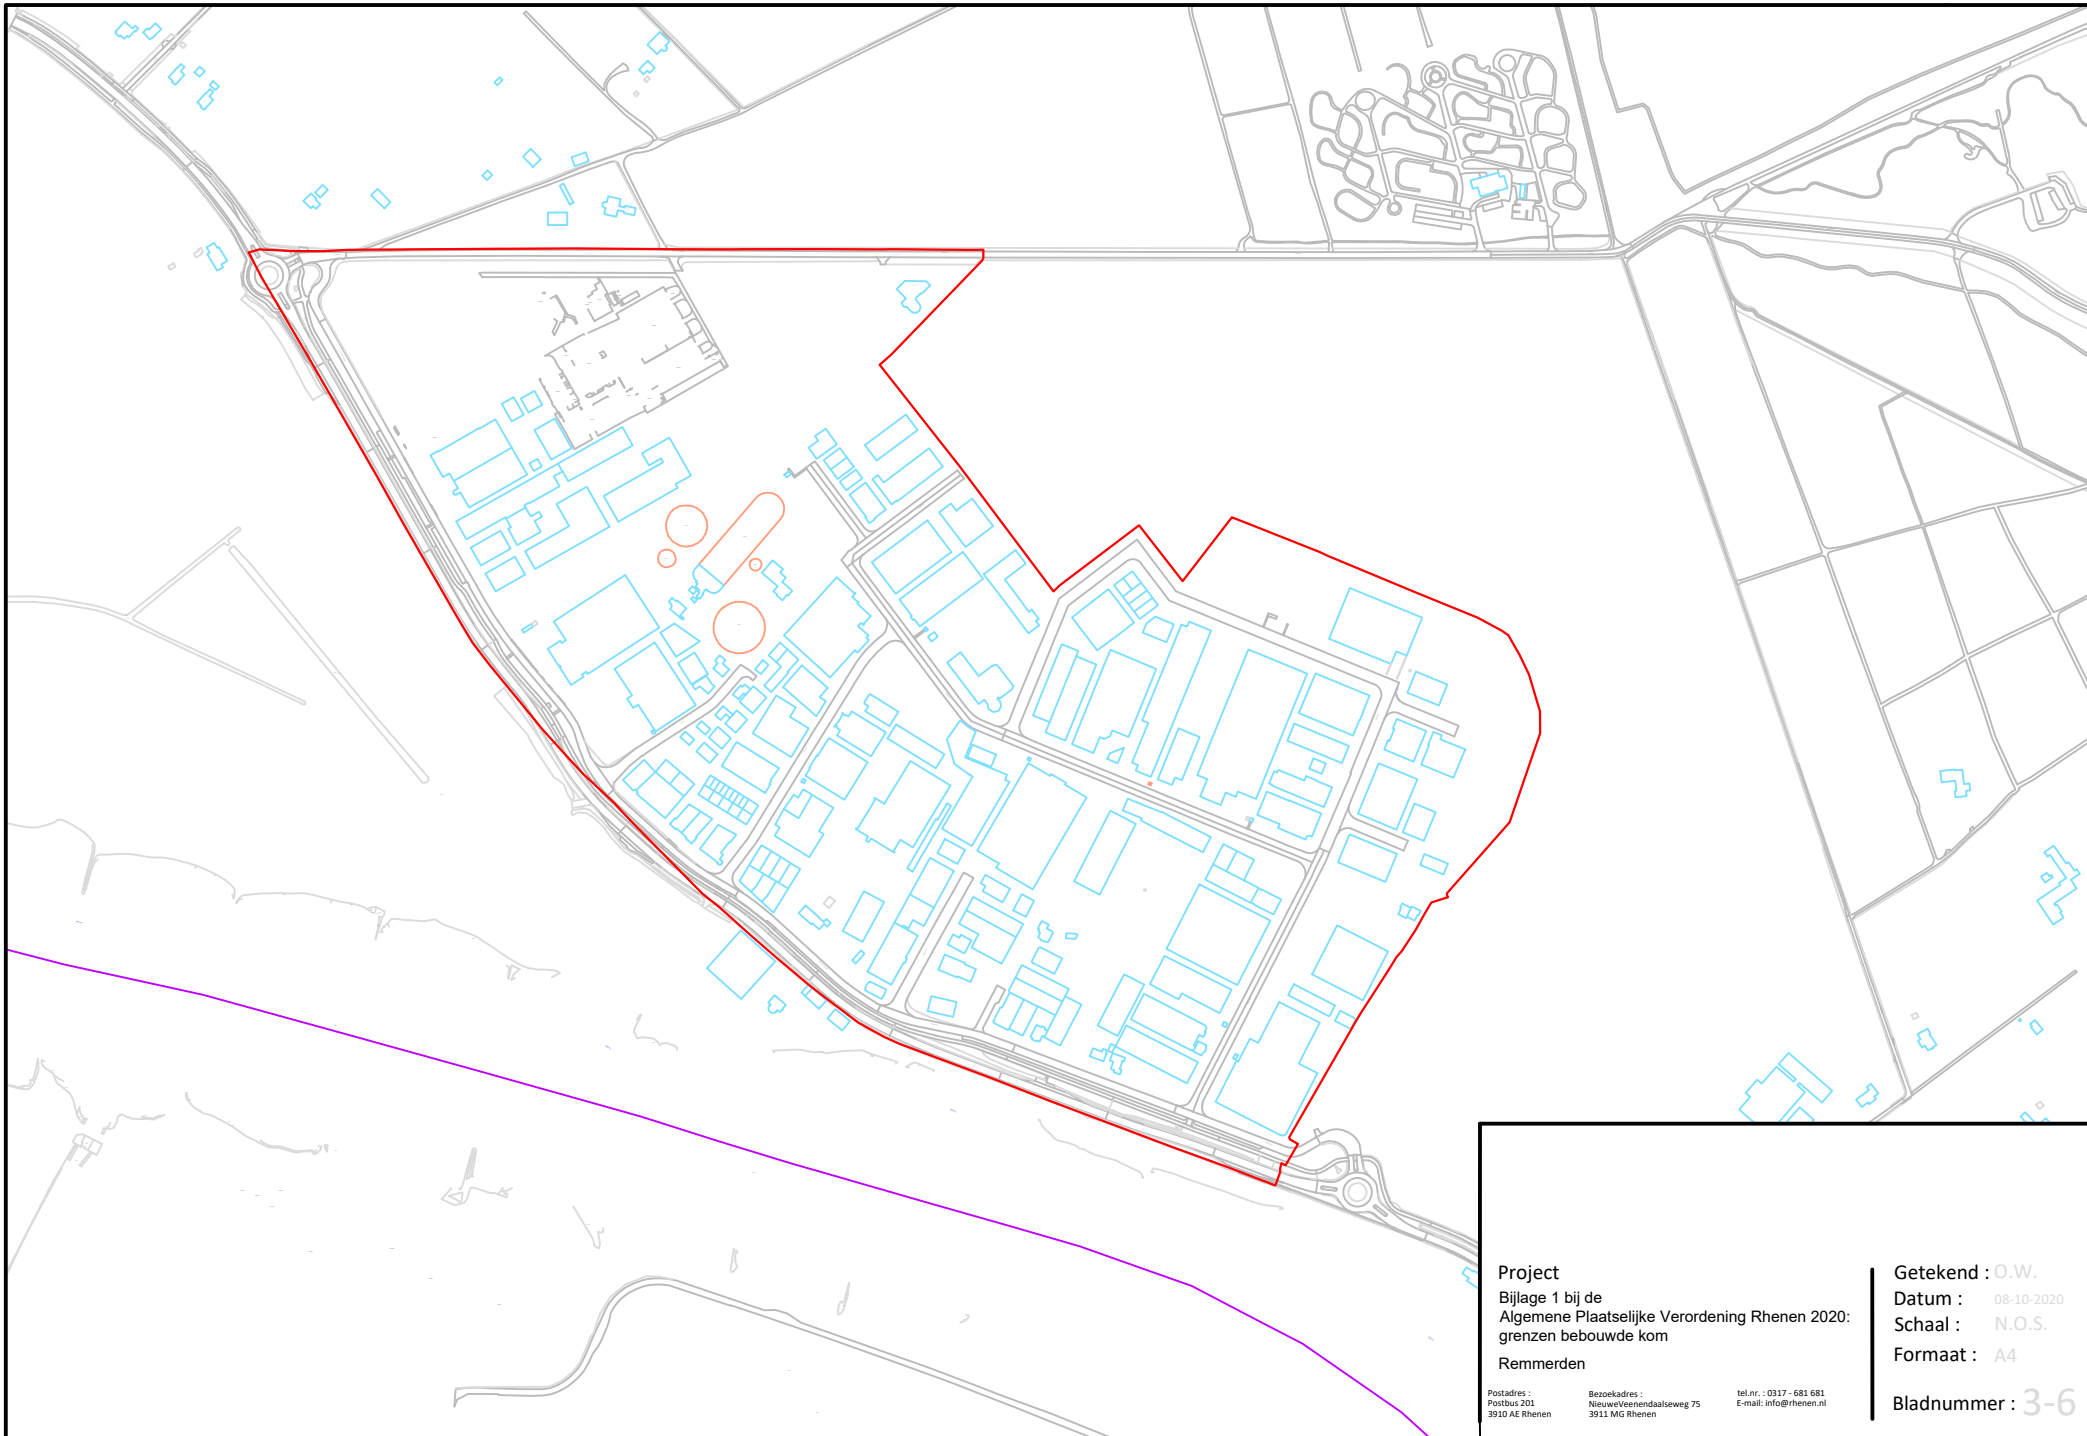 Project
Bijlage 1 bij de
Algemene Plaatselijke Verordening Rhenen 2020:
grenzen bebouwde kom
Remmerden
Postadres :
Postbus 201
3910 AE Rhenen
Bezoekadres :
NieuweVeenendaalseweg 75
3911 MG Rhenen
tel.nr. : 0317 - 681 681
E-mail: info@rhenen.nl
Getekend : O.W.
Datum : 08-10-2020
Schaal : N.O.S.
Formaat : A4
Bladnummer : 3-6